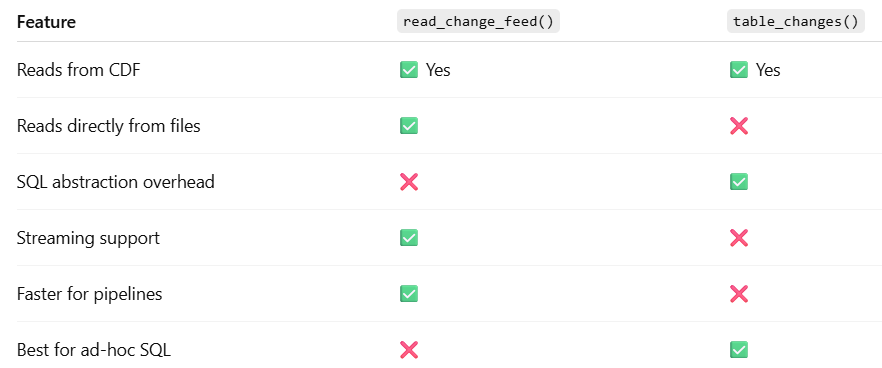 Feature read_change_feed() table_changes()
Reads from CDF ✅ Yes ✅ Yes
Reads directly from files ✅ ❌
SQL abstraction overhead ❌ ✅
Streaming support ✅ ❌
Faster for pipelines ✅ ❌
Best for ad-hoc SQL ❌ ✅